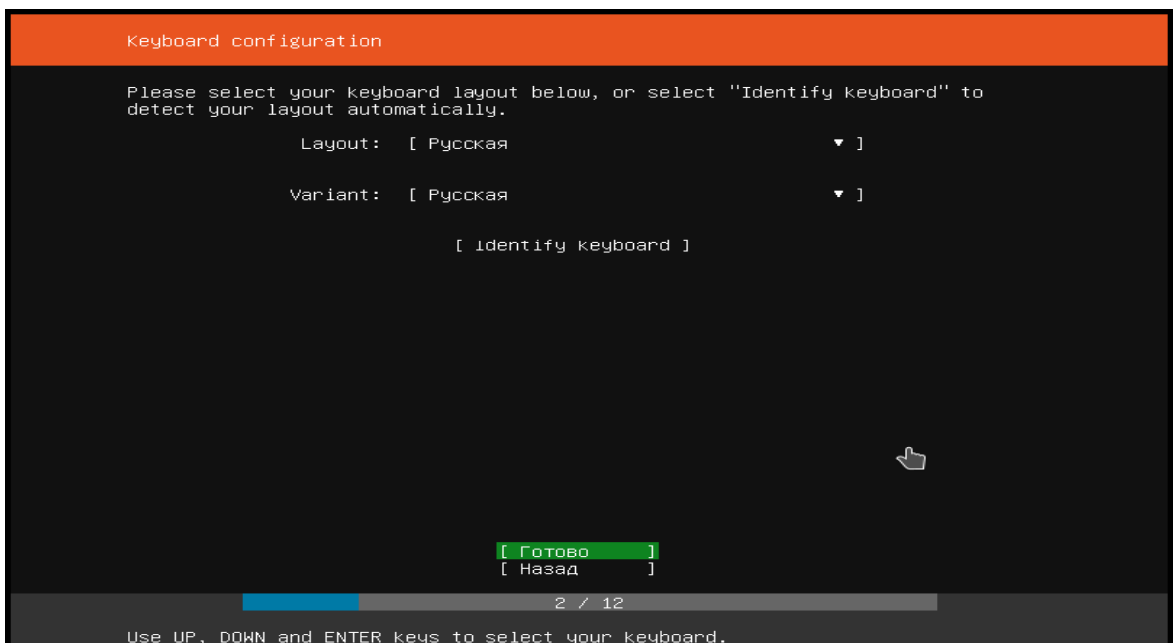 Keyboard configuration
Please select your keyboard layout below, or select "Identify keyboard" to
detect your layout automatically.
Layout: [ Русская ▾ ]
Variant: [ Русская ▾ ]
[ Identify keyboard ]
[ Готово ]
[ Назад ]
2 / 12
Use UP, DOWN and ENTER keys to select your keyboard.